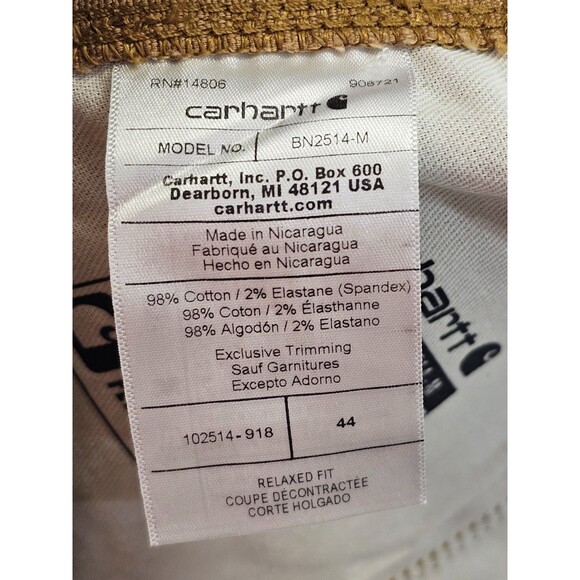 RN#14806 908721
carhartt
MODEL NO. BN2514-M
Carhartt, Inc. P.O. Box 600
Dearborn, MI 48121 USA
carhartt.com
Made in Nicaragua
Fabriqué au Nicaragua
Hecho en Nicaragua
98% Cotton / 2% Elastane (Spandex)
98% Coton / 2% Élasthanne
98% Algodón / 2% Elastano
Exclusive Trimming
Sauf Garnitures
Excepto Adorno
102514-918 44
RELAXED FIT
COUPE DÉCONTRACTÉE
CORTE HOLGADO